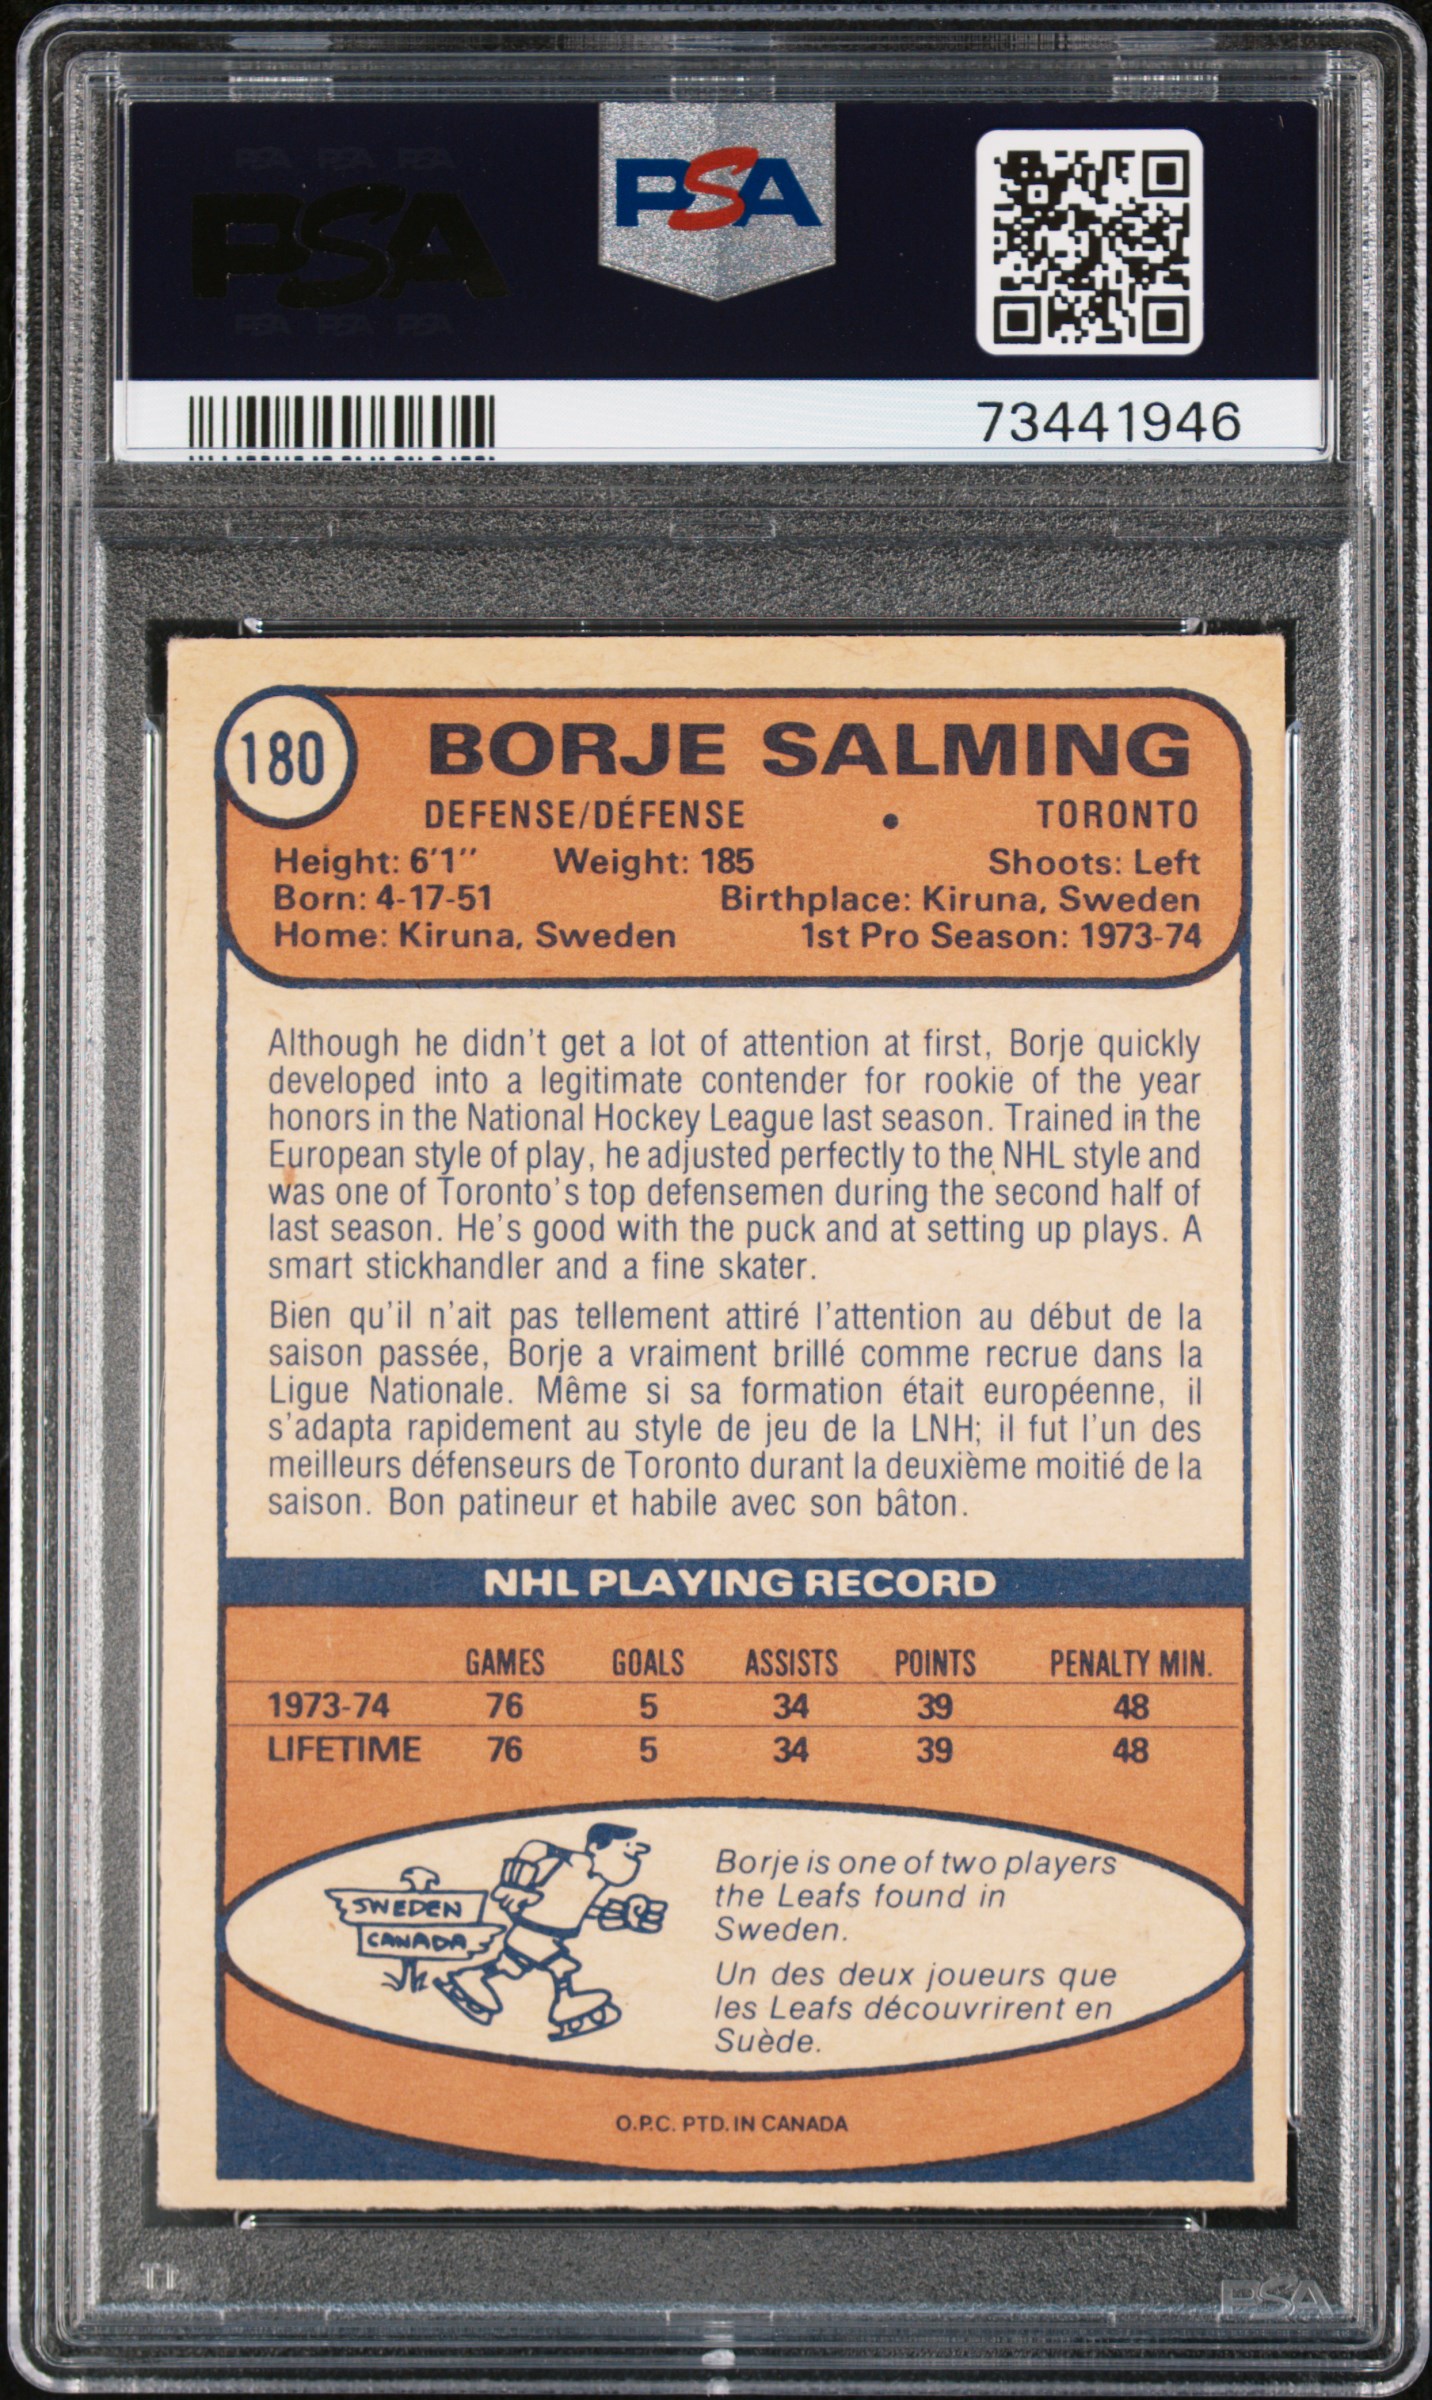 PSA PSA PSA
PSA
PSA PSA PSA
PSA
73441946
180
BORJE SALMING
DEFENSE/DÉFENSE • TORONTO
Height: 6'1'' Weight: 185 Shoots: Left
Born: 4-17-51 Birthplace: Kiruna, Sweden
Home: Kiruna, Sweden 1st Pro Season: 1973-74
Although he didn't get a lot of attention at first, Borje quickly
developed into a legitimate contender for rookie of the year
honors in the National Hockey League last season. Trained in the
European style of play, he adjusted perfectly to the NHL style and
was one of Toronto's top defensemen during the second half of
last season. He's good with the puck and at setting up plays. A
smart stickhandler and a fine skater.
Bien qu'il n'ait pas tellement attiré l'attention au début de la
saison passée, Borje a vraiment brillé comme recrue dans la
Ligue Nationale. Même si sa formation était européenne, il
s'adapta rapidement au style de jeu de la LNH; il fut l'un des
meilleurs défenseurs de Toronto durant la deuxième moitié de la
saison. Bon patineur et habile avec son bâton.
NHL PLAYING RECORD
GAMES GOALS ASSISTS POINTS PENALTY MIN.
1973-74 76 5 34 39 48
LIFETIME 76 5 34 39 48
SWEDEN
CANADA
Borje is one of two players
the Leafs found in
Sweden.
Un des deux joueurs que
les Leafs découvrirent en
Suède.
O.P.C. PTD. IN CANADA
PSA